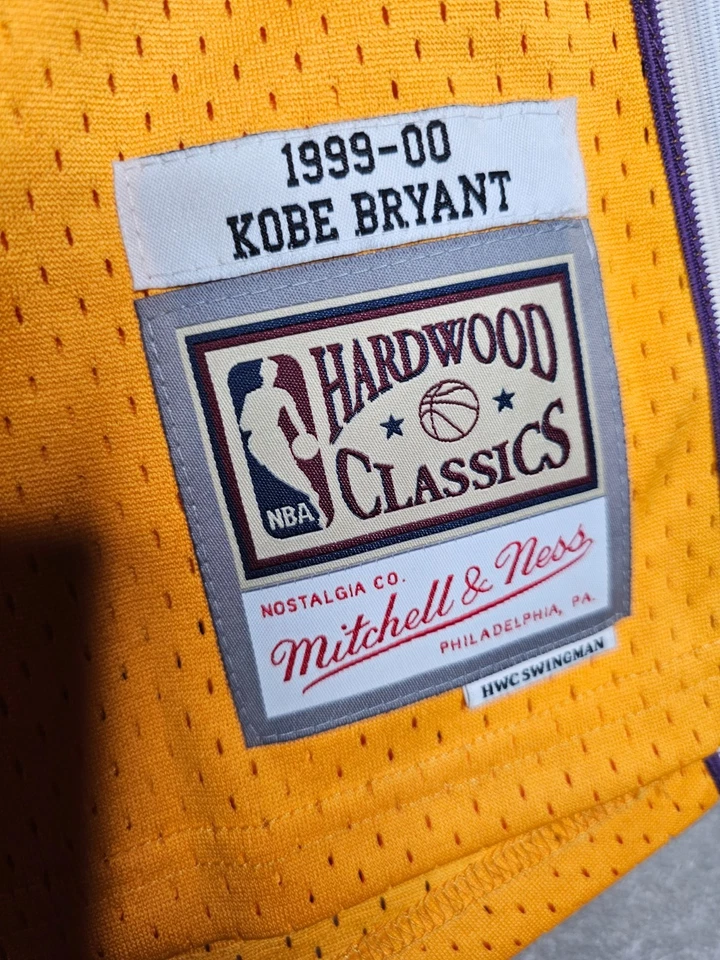 1999-00
KOBE BRYANT
HARDWOOD
CLASSICS
NBA
NOSTALGIA CO.
Mitchell & Ness
PHILADELPHIA, PA.
HWC SWINGMAN